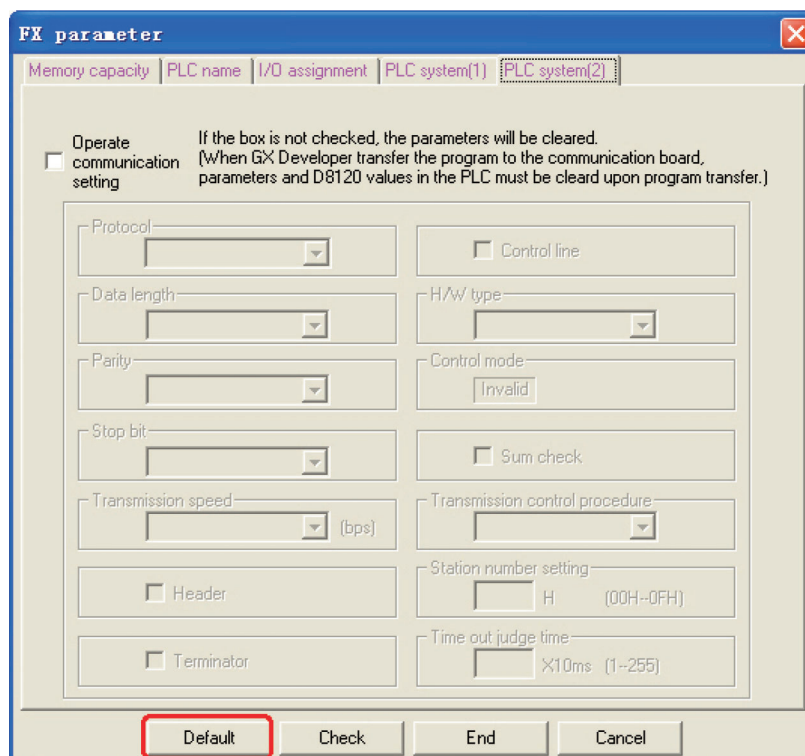 FX parameter
Memory capacity PLC name I/O assignment PLC system(1) PLC system(2)
Operate communication setting
If the box is not checked, the parameters will be cleared.
(When GX Developer transfer the program to the communication board,
parameters and D8120 values in the PLC must be cleard upon program transfer.)
Protocol
Control line
Data length
H/W type
Parity
Control mode
Invalid
Stop bit
Sum check
Transmission speed
(bps)
Transmission control procedure
Header
Station number setting
H (00H--0FH)
Terminator
Time out judge time
X10ms (1--255)
Default Check End Cancel